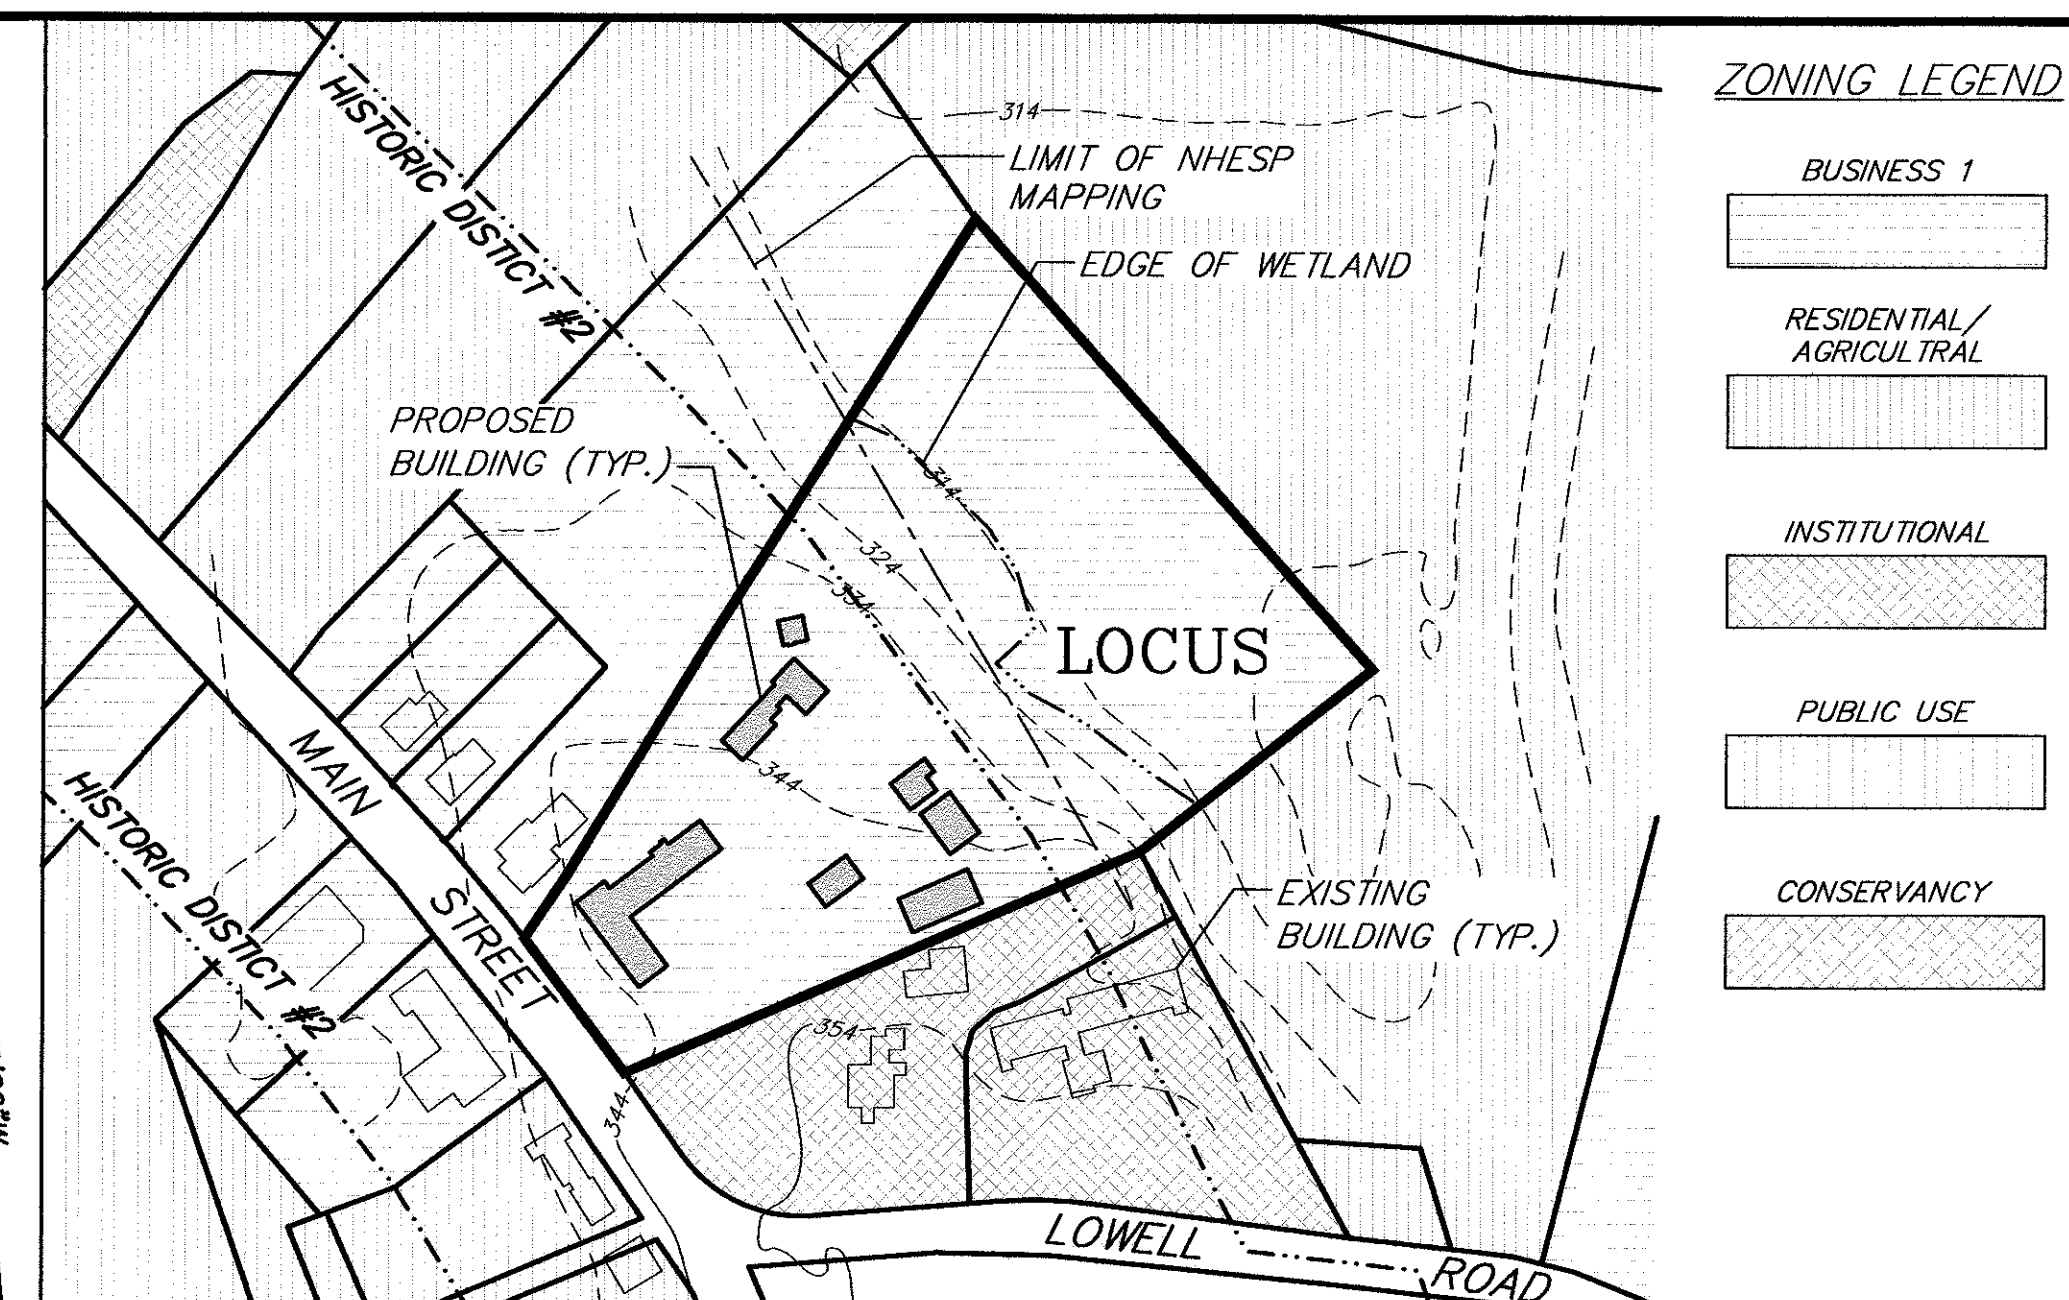 ZONING LEGEND
BUSINESS 1
RESIDENTIAL/
AGRICULTRAL
INSTITUTIONAL
PUBLIC USE
CONSERVANCY
HISTORIC DISTICT #2
314
LIMIT OF NHESP
MAPPING
EDGE OF WETLAND
PROPOSED
BUILDING (TYP.)
314
324
334
LOCUS
344
MAIN STREET
HISTORIC DISTICT #2
EXISTING
BUILDING (TYP.)
354
344
LOWELL ROAD